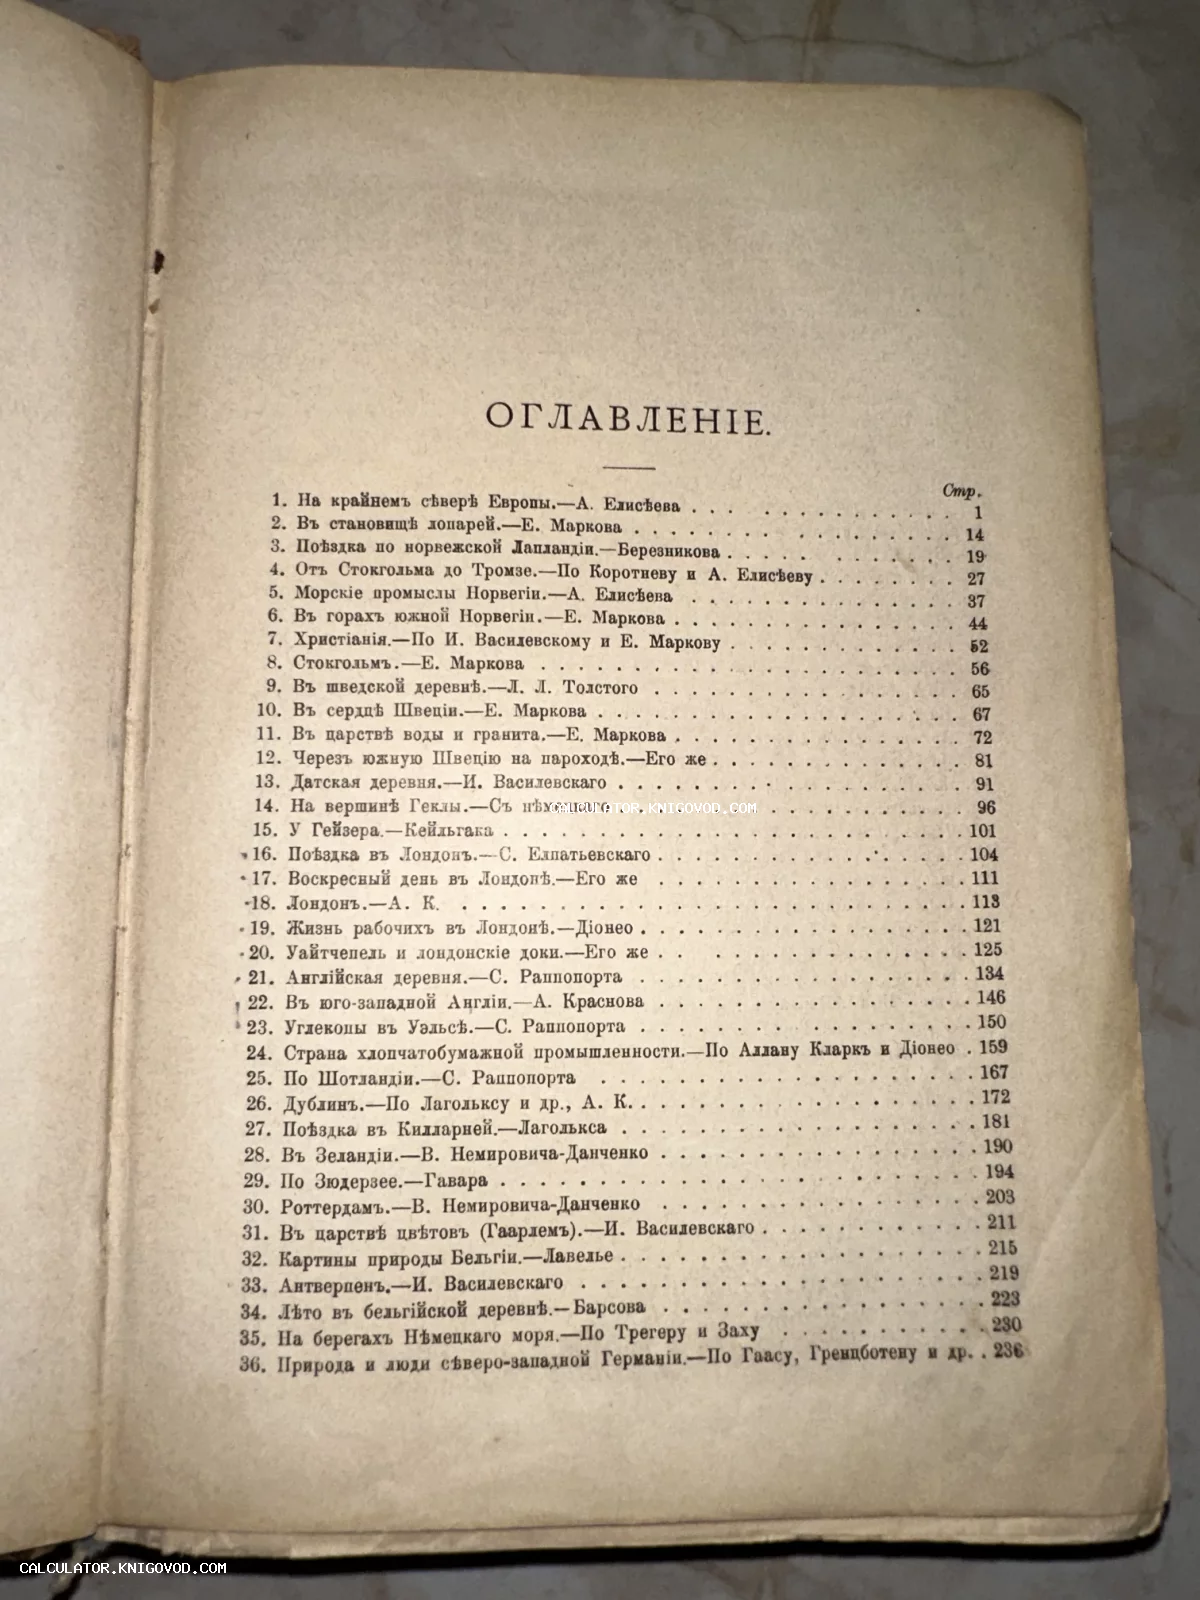 ОГЛАВЛЕНІЕ.
Стр.
1. На крайнемъ сѣверѣ Европы.—А. Елисѣева . . . . . . . . . . . . . 1
2. Въ становищѣ лопарей.—Е. Маркова . . . . . . . . . . . . . . . 14
3. Поѣздка по норвежской Лапландіи.—Березникова . . . . . . . . . . . 19
4. Отъ Стокгольма до Тромзе.—По Коротневу и А. Елисѣеву . . . . . . . . 27
5. Морскіе промыслы Норвегіи.—А. Елисѣева . . . . . . . . . . . . . 37
6. Въ горахъ южной Норвегіи.—Е. Маркова . . . . . . . . . . . . . . 44
7. Христіанія.—По И. Василевскому и Е. Маркову . . . . . . . . . . . . 52
8. Стокгольмъ.—Е. Маркова . . . . . . . . . . . . . . . . . . . 56
9. Въ шведской деревнѣ.—Л. Л. Толстого . . . . . . . . . . . . . . . 65
10. Въ сердцѣ Швеціи.—Е. Маркова . . . . . . . . . . . . . . . . . 67
11. Въ царствѣ воды и гранита.—Е. Маркова . . . . . . . . . . . . . . 72
12. Черезъ южную Швецію на пароходѣ.—Его же . . . . . . . . . . . . . 81
13. Датская деревня.—И. Василевскаго . . . . . . . . . . . . . . . . 91
14. На вершинѣ Геклы.—Съ . . . . . . . . . . . . . . . . 96
CALCULATOR.KNIGOVOD.COM
15. У Гейзера.—Кейльгака . . . . . . . . . . . . . . . . . . . . 101
16. Поѣздка въ Лондонъ.—С. Елпатьевскаго . . . . . . . . . . . . . . 104
17. Воскресный день въ Лондонѣ.—Его же . . . . . . . . . . . . . . . 111
18. Лондонъ.—А. К. . . . . . . . . . . . . . . . . . . . . . . 113
19. Жизнь рабочихъ въ Лондонѣ.—Діонео . . . . . . . . . . . . . . . 121
20. Уайтчепель и лондонскіе доки.—Его же . . . . . . . . . . . . . . 125
21. Англійская деревня.—С. Раппопорта . . . . . . . . . . . . . . . 134
22. Въ юго-западной Англіи.—А. Краснова . . . . . . . . . . . . . . 146
23. Углекопы въ Уэльсѣ.—С. Раппопорта . . . . . . . . . . . . . . . 150
24. Страна хлопчатобумажной промышленности.—По Аллану Кларкъ и Діонео . 159
25. По Шотландіи.—С. Раппопорта . . . . . . . . . . . . . . . . . 167
26. Дублинъ.—По Лагольксу и др., А. К. . . . . . . . . . . . . . . . 172
27. Поѣздка въ Килларней.—Лаголькса . . . . . . . . . . . . . . . . 181
28. Въ Зеландіи.—В. Немировича-Данченко . . . . . . . . . . . . . . 190
29. По Зюдерзее.—Гавара . . . . . . . . . . . . . . . . . . . . . 194
30. Роттердамъ.—В. Немировича-Данченко . . . . . . . . . . . . . . 203
31. Въ царствѣ цвѣтовъ (Гаарлемъ).—И. Василевскаго . . . . . . . . . . 211
32. Картины природы Бельгіи.—Лавелье . . . . . . . . . . . . . . . . 215
33. Антверпенъ.—И. Василевскаго . . . . . . . . . . . . . . . . . 219
34. Лѣто въ бельгійской деревнѣ.—Барсова . . . . . . . . . . . . . . 223
35. На берегахъ Нѣмецкаго моря.—По Трегеру и Заху . . . . . . . . . . 230
36. Природа и люди сѣверо-западной Германіи.—По Гаасу, Гренцботену и др. . 236
CALCULATOR.KNIGOVOD.COM